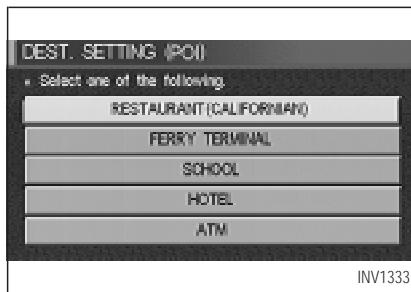 DEST. SETTING (POI)
• Select one of the following.
RESTAURANT(CALIFORNIAN)
FERRY TERMINAL
SCHOOL
HOTEL
ATM
INV1333